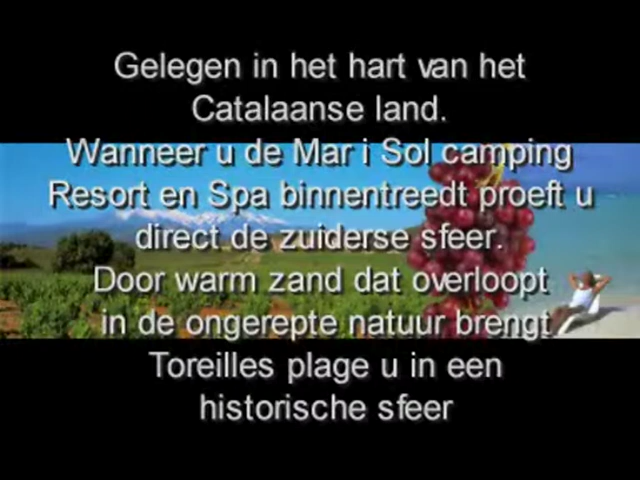 Gelegen in het hart van het
Catalaanse land.
Wanneer u de Mar i Sol camping
Resort en Spa binnentreedt proeft u
direct de zuiderse sfeer.
Door warm zand dat overloopt
in de ongerepte natuur brengt
Toreilles plage u in een
historische sfeer